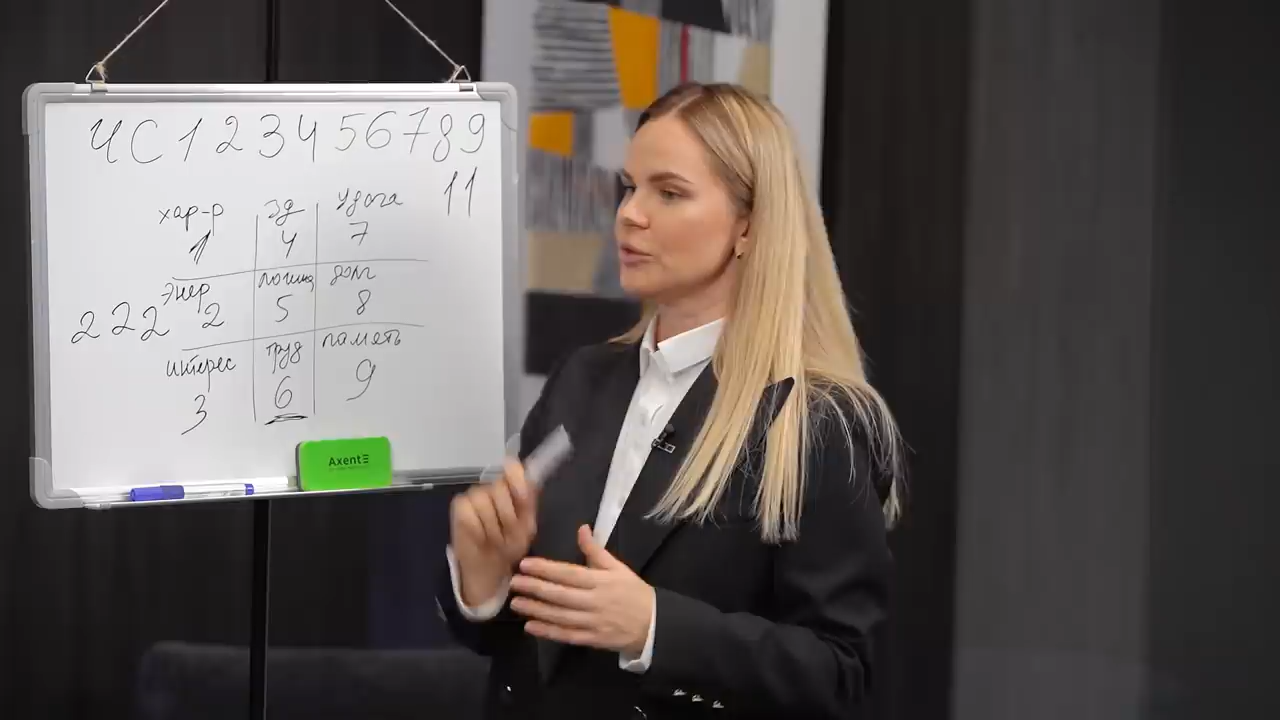 ЧС 1 2 3 4 5 6 7 8 9
11
хар-р зд удача
1 4 7
энер логика долг
222 2 5 8
интерес труд память
3 6 9
Axent